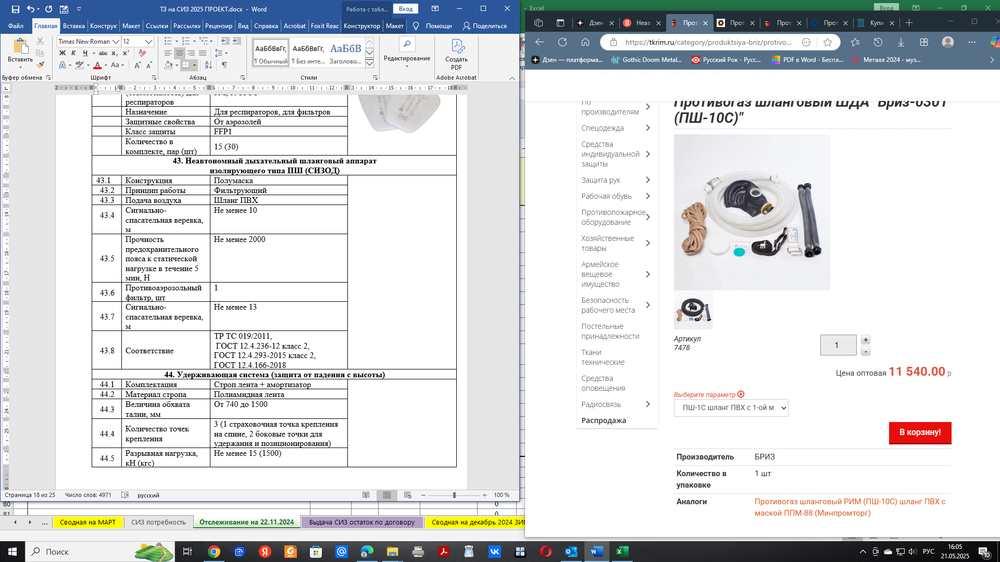 ТЗ на СИЗ 2025 ПРОЕКТ.docx - Word
Работа с табл...
Вход
Файл Главная Вставка Конструк Макет Ссылки Рассылки Рецензир Вид Справка Acrobat Foxit Reac Конструктор Макет Помощн Поделиться
Times New Roman 12
Вставить
Ж К Ч abc x₂ x²
Aa
АаБбВвГг, АаБбВвГг, АаБбВ
¶ Обычный ¶ Без инте... Заголово...
Редактирование
Создать PDF
Буфер обмена Шрифт Абзац Стили Adobe Acrobat
респираторов
Назначение Для респираторов, для фильтров
Защитные свойства От аэрозолей
Класс защиты FFP1
Количество в
комплекте, пар (шт) 15 (30)
43. Неавтономный дыхательный шланговый аппарат
изолирующего типа ПШ (СИЗОД)
43.1 Конструкция Полумаска
43.2 Принцип работы Фильтрующий
43.3 Подача воздуха Шланг ПВХ
43.4 Сигнально-
спасательная веревка,
м
Не менее 10
43.5 Прочность
предохранительного
пояса к статической
нагрузке в течение 5
мин, Н
Не менее 2000
43.6 Противоаэрозольный
фильтр, шт
1
43.7 Сигнально-
спасательная веревка,
м
Не менее 13
43.8 Соответствие
ТР ТС 019/2011,
ГОСТ 12.4.236-12 класс 2,
ГОСТ 12.4.293-2015 класс 2,
ГОСТ 12.4.166-2018
44. Удерживающая система (защита от падения с высоты)
44.1 Комплектация Строп лента + амортизатор
44.2 Материал стропа Полиамидная лента
44.3 Величина обхвата
талии, мм
От 740 до 1500
44.4 Количество точек
крепления
3 (1 страховочная точка крепления
на спине, 2 боковые точки для
удержания и позиционирования)
44.5 Разрывная нагрузка,
кН (кгс)
Не менее 15 (1500)
Страница 18 из 25 Число слов: 4971 русский 100 %
80
81
0
0
... Сводная на МАРТ СИЗ потребность Отслеживание на 22.11.2024 Выдача СИЗ остаток по договору Сводная на декабрь 2024 ЗИМ
- Excel
Вход
Дзен
Неав
Прот
Прот
Прот
Прот
Купи
https://tkrim.ru/category/produktsiya-briz/protivo...
Дзен — платформа... Gothic Doom Metal... Русский Рок - Русс... PDF в Word - Беспл... Металл 2024 - муз...
По
производителям
Спецодежда
Средства
индивидуальной
защиты
Защита рук
Рабочая обувь
Противопожарное
оборудование
Хозяйственные
товары
Армейское
вещевое
имущество
Безопасность
рабочего места
Постельные
принадлежности
Ткани
технические
Средства
оповещения
Радиосвязь
Распродажа
Противогаз шланговый ШДА "Бриз-0301
(ПШ-10С)"
Артикул
7478
1
+
-
Цена оптовая 11 540.00 р
Выберите параметр
ПШ-1С шланг ПВХ с 1-ой м
В корзину!
Производитель БРИЗ
Количество в
упаковке
1 шт
Аналоги
Противогаз шланговый РИМ (ПШ-10С) шланг ПВХ с
маской ППМ-88 (Минпромторг)
Поиск
РУС
16:05
21.05.2025
10